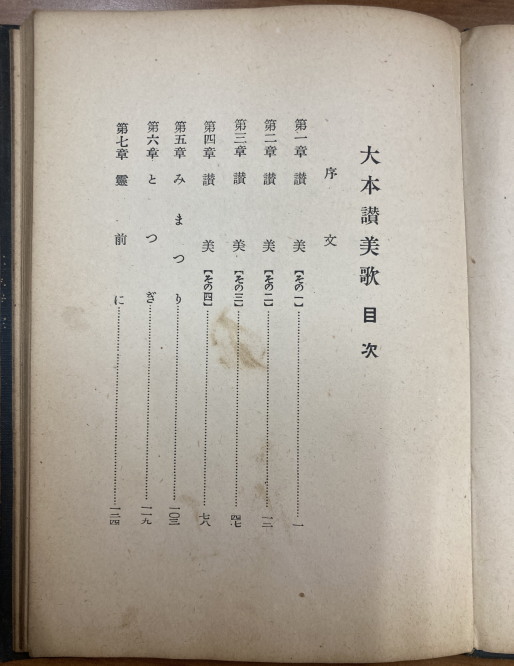 大本讃美歌 目次
序文
第一章 讃美【その一】 一
第二章 讃美【その二】 一二
第三章 讃美【その三】 四七
第四章 讃美【その四】 七八
第五章 みまつり 一〇三
第六章 とつぎ 一一九
第七章 靈前に 一二四